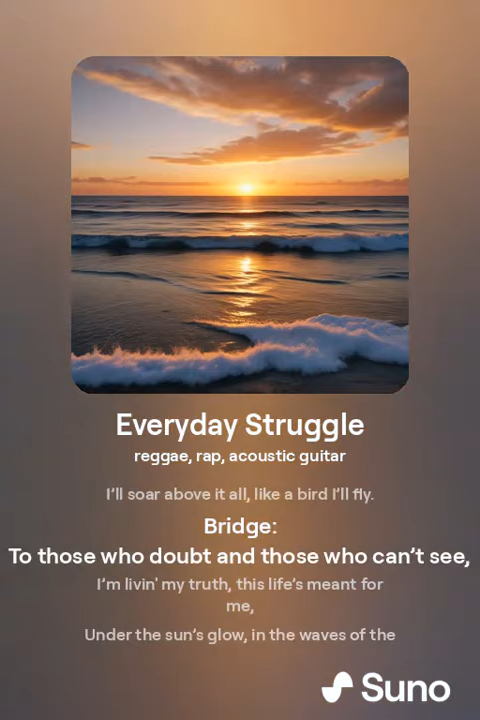 Everyday Struggle
reggae, rap, acoustic guitar
I'll soar above it all, like a bird I'll fly.
Bridge:
To those who doubt and those who can't see,
I'm livin' my truth, this life's meant for
me,
Under the sun's glow, in the waves of the
Suno